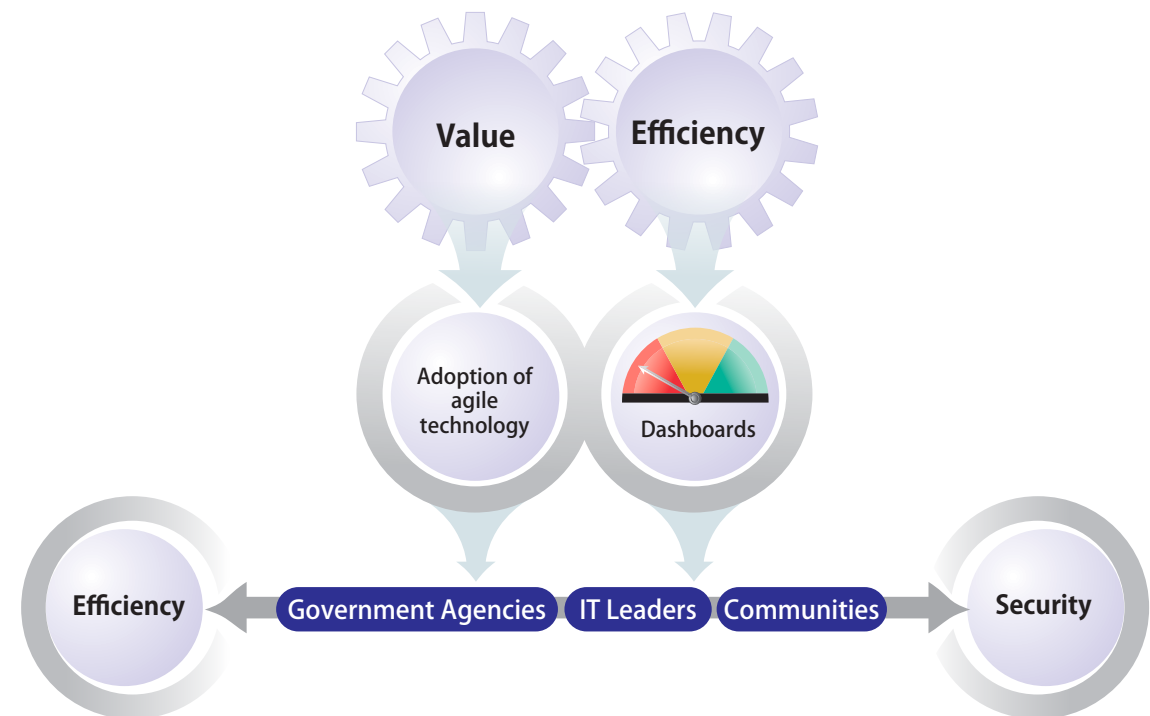 Value
Efficiency
Adoption of
agile
technology
Dashboards
Efficiency
Government Agencies
IT Leaders
Communities
Security